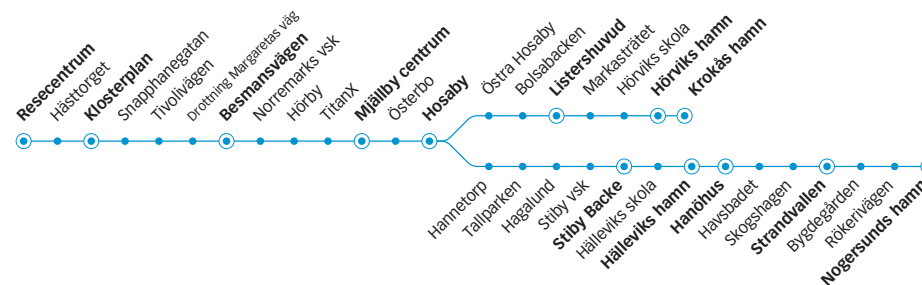 Resecentrum
Hästtorget
Klosterplan
Snapphanegatan
Tivolivägen
Drottning Margaretas väg
Besmansvägen
Norremarks vsk
Hörby
TitanX
Mjällby centrum
Österbo
Hosaby
Östra Hosaby
Bolsabacken
Listershuvud
Markasträtet
Hörviks skola
Hörviks hamn
Krokås hamn
Hannetorp
Tallparken
Hagalund
Stiby vsk
Stiby Backe
Hälleviks skola
Hälleviks hamn
Hanöhus
Havsbadet
Skogshagen
Strandvallen
Bygdegården
Rökerivägen
Nogersunds hamn